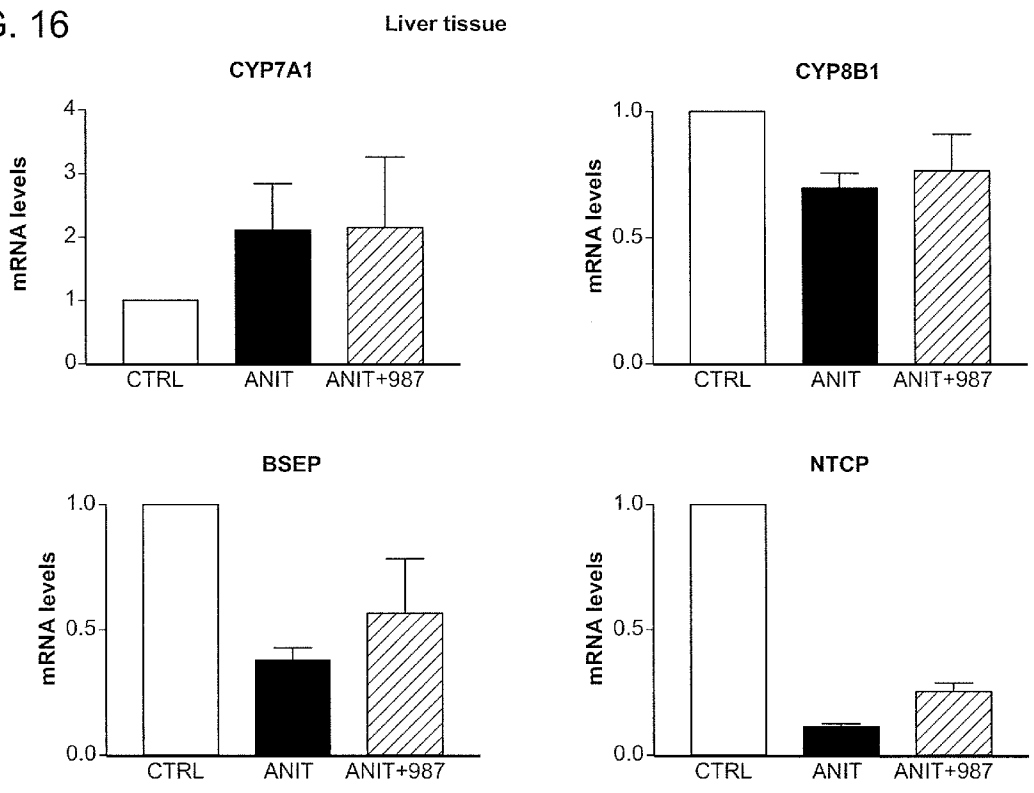 G. 16
Liver tissue
CYP7A1
mRNA levels
4
3
2
1
0
CTRL ANIT ANIT+987
CYP8B1
mRNA levels
1.0
0.5
0.0
CTRL ANIT ANIT+987
BSEP
mRNA levels
1.0
0.5
0.0
CTRL ANIT ANIT+987
NTCP
mRNA levels
1.0
0.5
0.0
CTRL ANIT ANIT+987